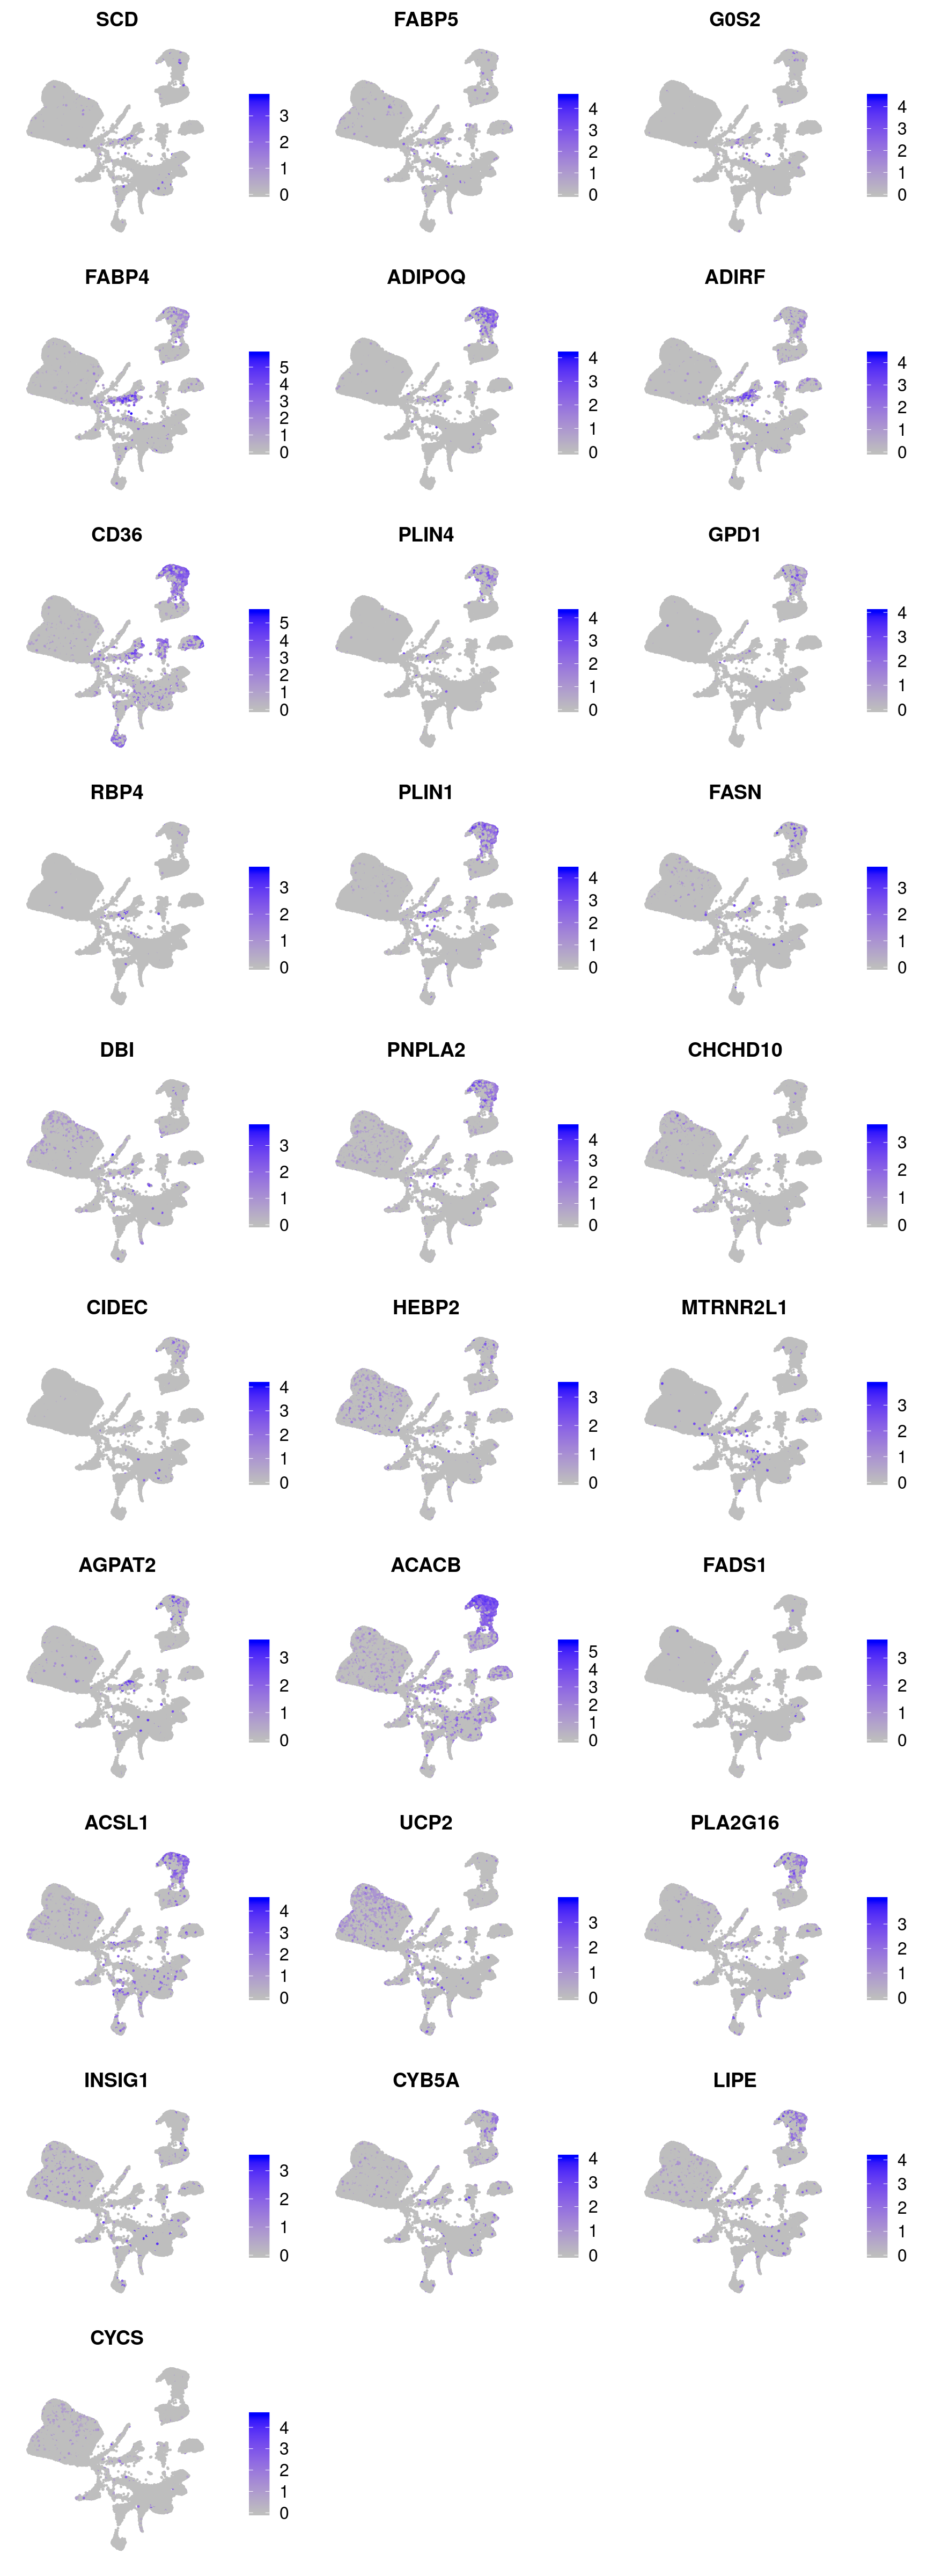 SCD FABP5 G0S2
3 4 4
2 3 3
1 2 2
0 1 1
0 0
FABP4 ADIPOQ ADIRF
5 4 4
4 3 3
3 2 2
2 1 1
1 0 0
0
CD36 PLIN4 GPD1
5 4 4
4 3 3
3 2 2
2 1 1
1 0 0
0
RBP4 PLIN1 FASN
3 4 3
2 3 2
1 2 1
0 1 0
0
DBI PNPLA2 CHCHD10
3 4 3
2 3 2
1 2 1
0 1 0
0
CIDEC HEBP2 MTRNR2L1
4 3 3
3 2 2
2 1 1
1 0 0
0
AGPAT2 ACACB FADS1
3 5 3
2 4 2
1 3 1
0 2 0
1
0
ACSL1 UCP2 PLA2G16
4 3 3
3 2 2
2 1 1
1 0 0
0
INSIG1 CYB5A LIPE
3 4 4
2 3 3
1 2 2
0 1 1
0 0
CYCS
4
3
2
1
0